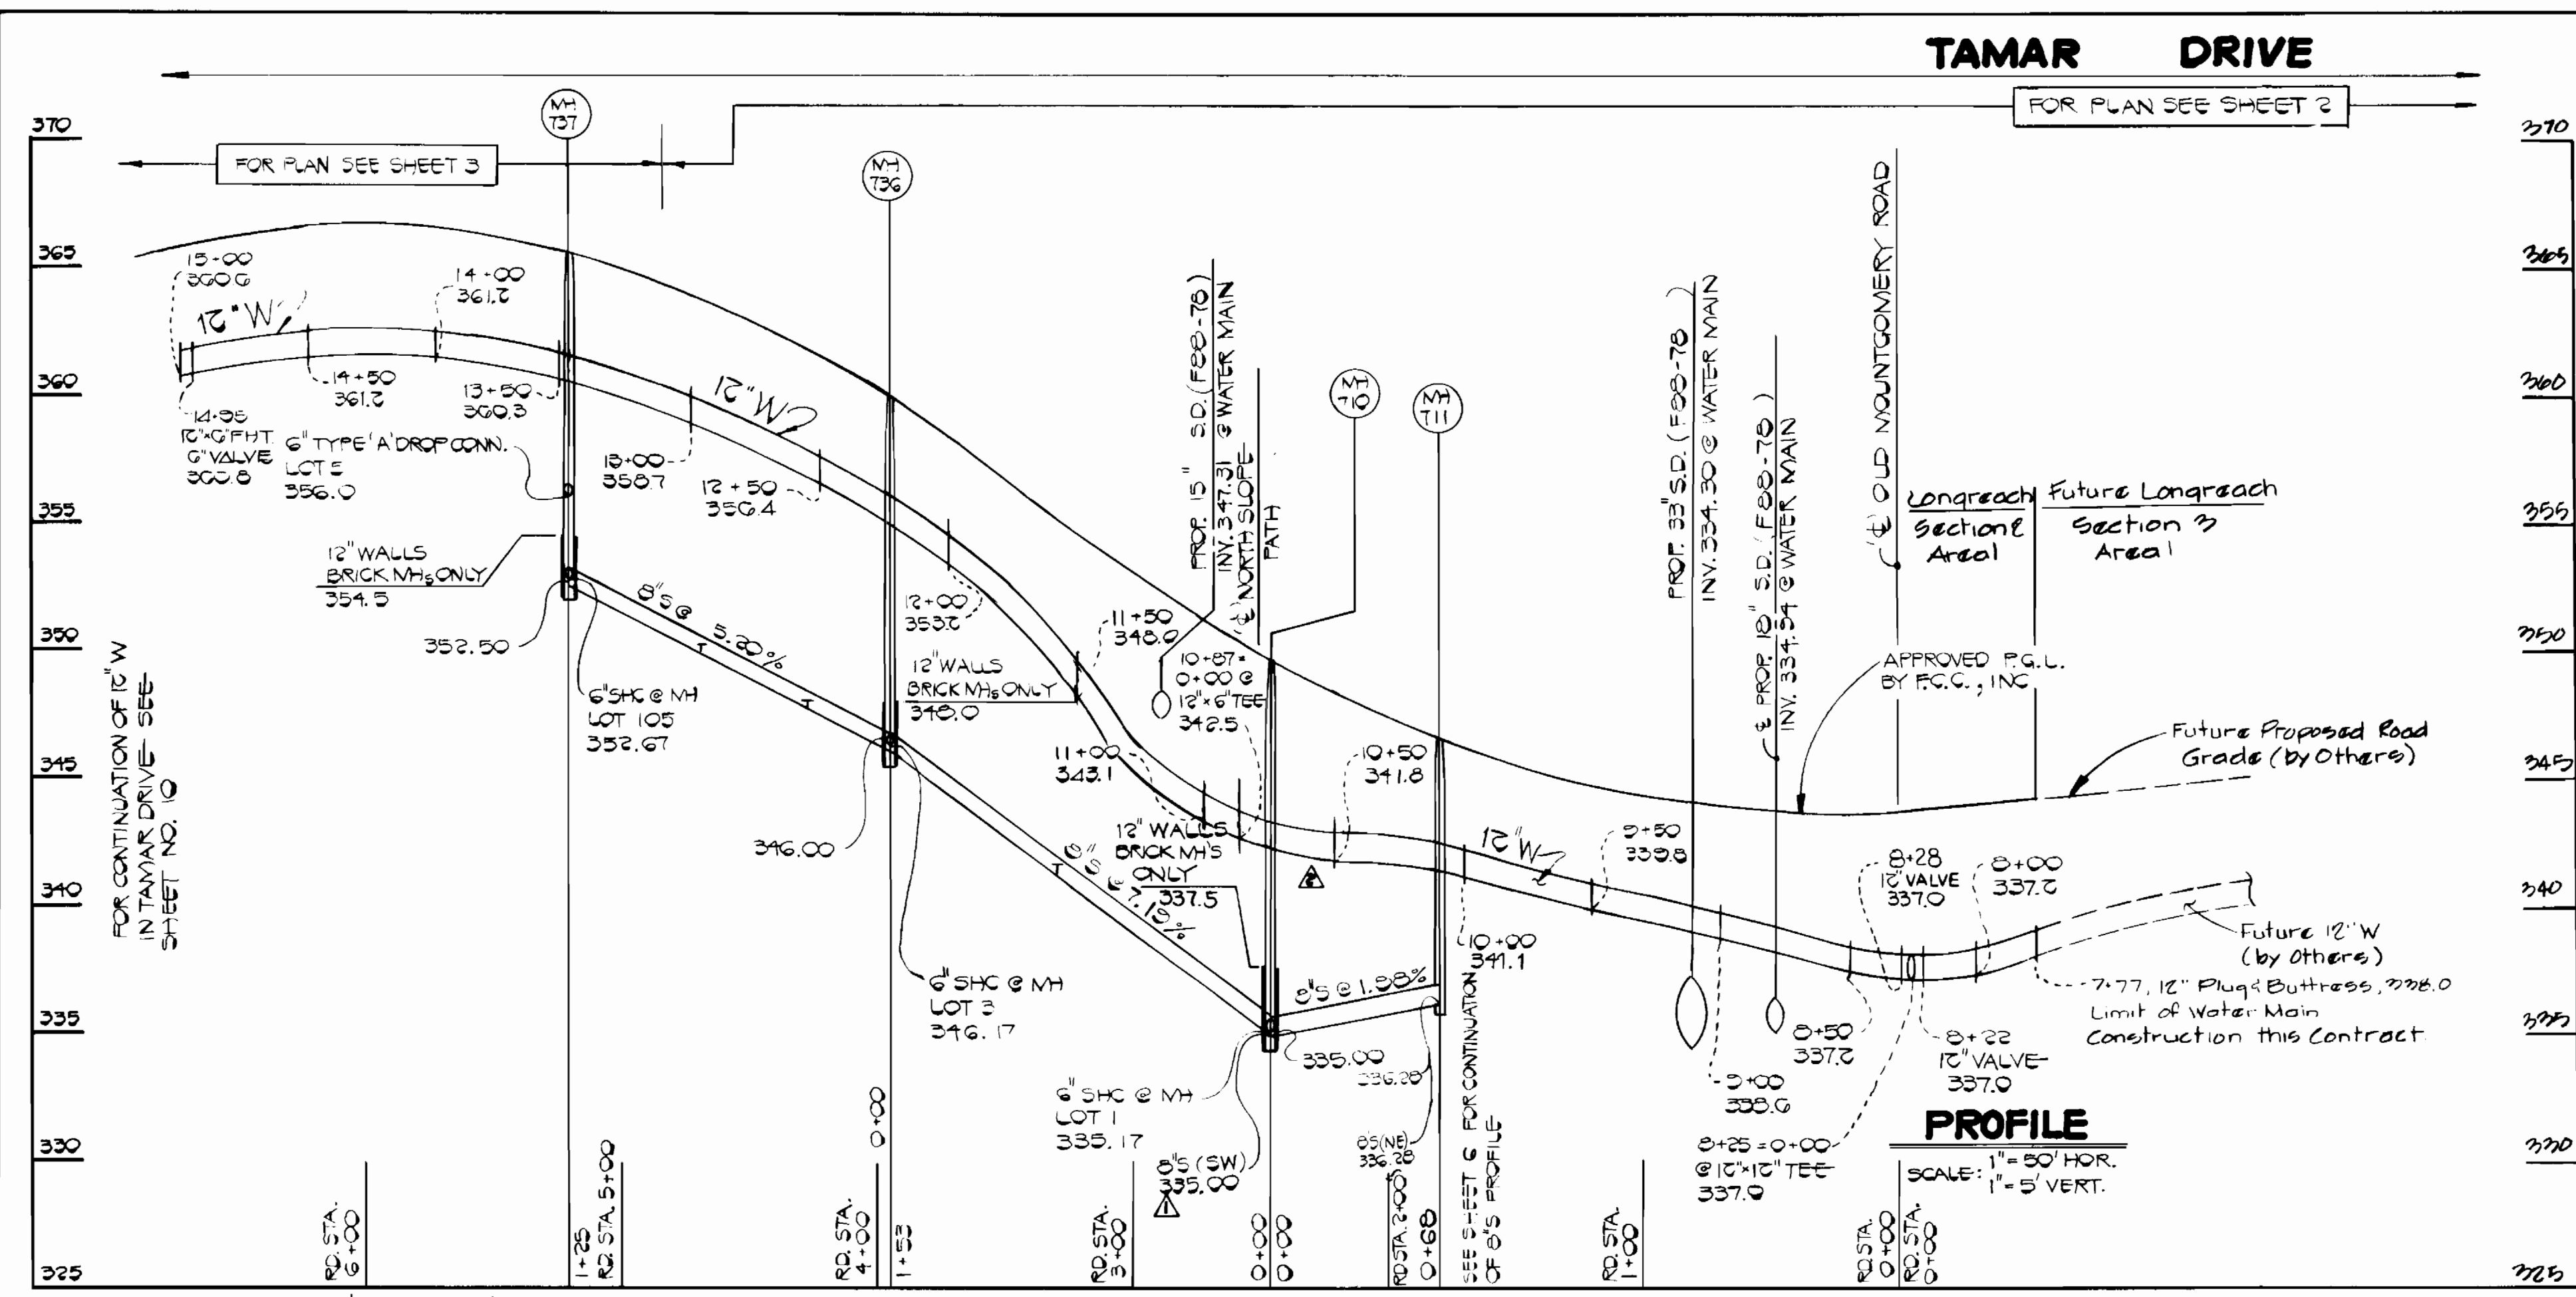 TAMAR DRIVE
FOR PLAN SEE SHEET 2
FOR PLAN SEE SHEET 3
MH
737
MH
736
MH
710
MH
711
370
365
360
355
350
345
340
335
330
325
370
365
360
355
350
345
340
335
330
325
15+00
360.6
12"W
14+00
361.2
14+50
361.2
13+50
360.3
14+95
12"x6"FHT
6"VALVE
360.8
6" TYPE 'A' DROP CONN.
LOT 5
356.0
12"W
13+00
358.7
12+50
356.4
12" WALLS
BRICK MHs ONLY
354.5
352.50
8"S @ 5.20%
6"SHC @ MH
LOT 105
352.67
12+00
353.2
12" WALLS
BRICK MHs ONLY
348.0
11+50
348.0
346.00
6"SHC @ MH
LOT 3
346.17
8"S @ 7.19%
11+00
343.1
10+87=
0+00 @
12"x6"TEE
342.5
PROP. 15" S.D. (F88-78)
INV. 347.31 @ WATER MAIN
℄ NORTH SLOPE
PATH
12" WALLS
BRICK MH'S
ONLY
337.5
10+50
341.8
2
8"S @ 1.88%
335.00
336.28
6" SHC @ MH
LOT 1
335.17
8"S (SW)
335.00
1
8"S(NE)
336.28
SEE SHEET 6 FOR CONTINUATION
OF 8"S PROFILE
10+00
341.1
12"W
9+50
339.8
PROP. 33" S.D. (F88-78
INV. 334.30 @ WATER MAIN
℄ PROP. 18" S.D. (F88-78)
INV. 334.54 @ WATER MAIN
℄ OLD MOUNTGOMERY ROAD
Longreach
Section 2
Area 1
Future Longreach
Section 3
Area 1
APPROVED P.G.L.
BY F.C.C., INC
Future Proposed Road
Grade (by Others)
8+28
12" VALVE
337.0
8+00
337.2
Future 12" W
(by Others)
7+77, 12" Plug & Buttress, 338.0
Limit of Water Main
Construction this Contract.
8+50
337.2
8+22
12" VALVE
337.0
9+00
338.6
8+25=0+00
@ 12"x12" TEE
337.0
PROFILE
SCALE: 1"=50' HOR.
1"=5' VERT.
FOR CONTINUATION OF 12"W
IN TAMAR DRIVE SEE
SHEET NO. 10
RD. STA.
6+00
1+25
RD. STA. 5+00
RD. STA.
4+00
0+00
1+53
RD. STA.
3+00
0+00
0+00
RD STA. 2+00
0+68
RD. STA.
1+00
RD. STA.
0+00
RD. STA.
0+00